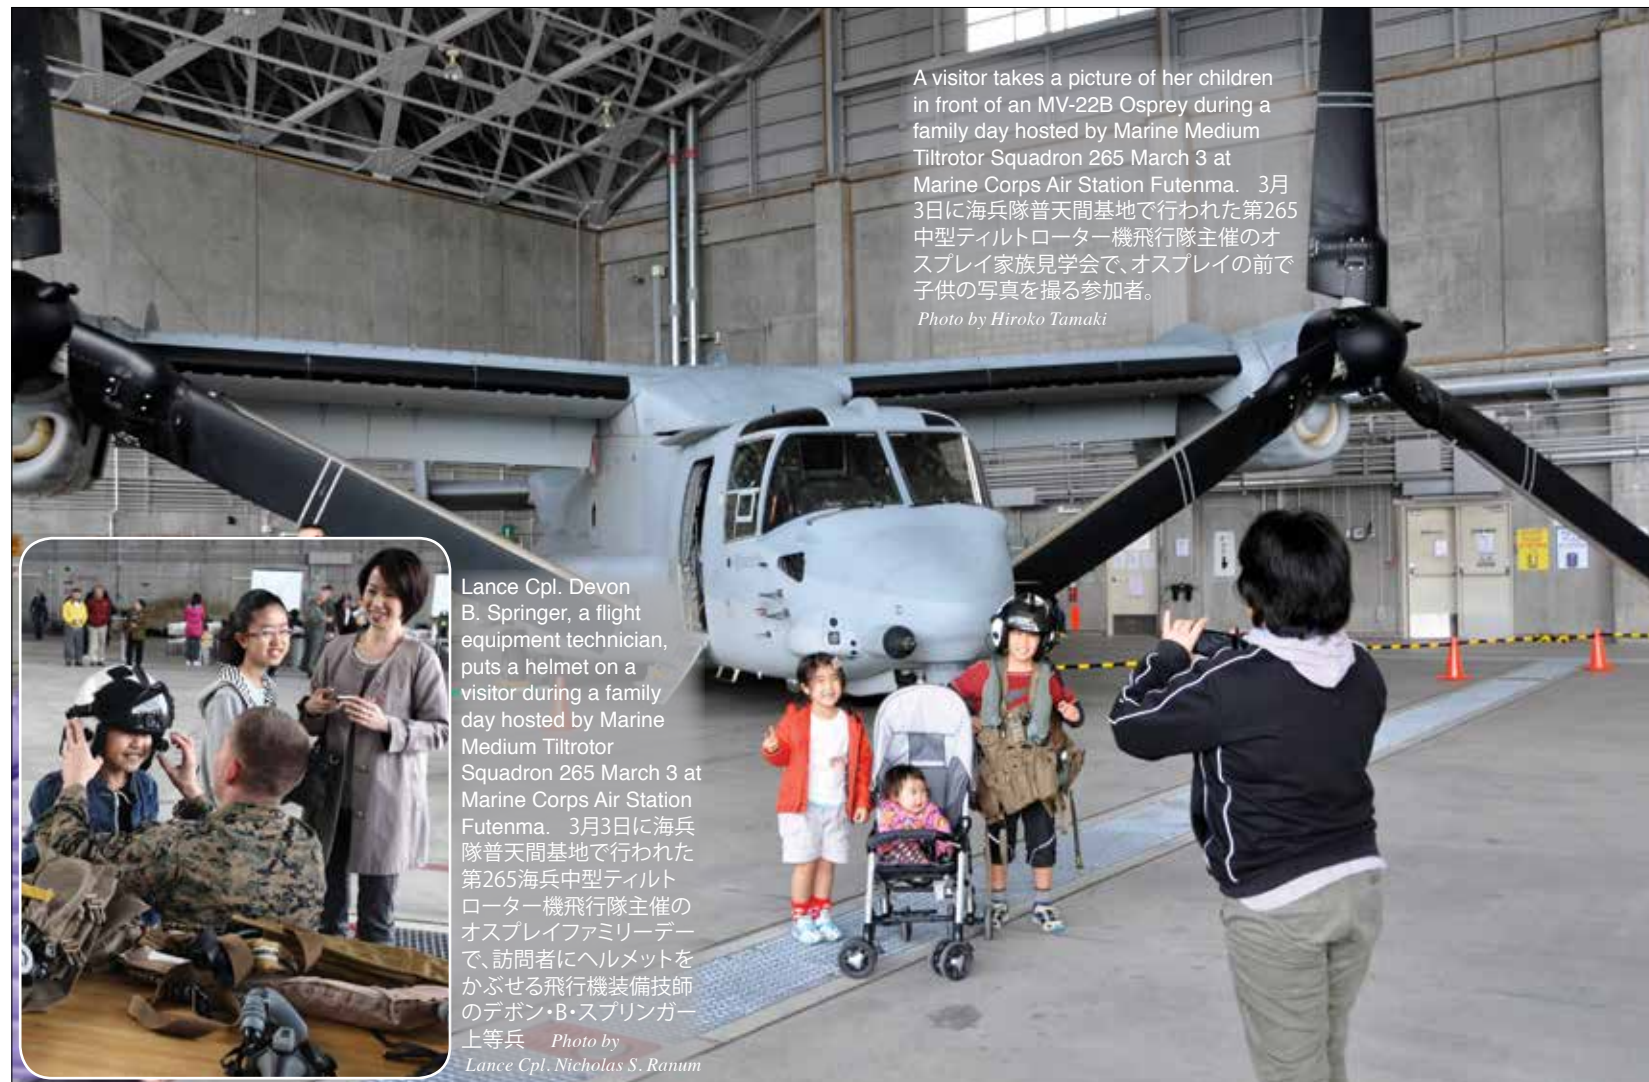 A visitor takes a picture of her children
in front of an MV-22B Osprey during a
family day hosted by Marine Medium
Tiltrotor Squadron 265 March 3 at
Marine Corps Air Station Futenma. 3月
3日に海兵隊普天間基地で行われた第265
中型ティルトローター機飛行隊主催のオ
スプレイ家族見学会で、オスプレイの前で
子供の写真を撮る参加者。
Photo by Hiroko Tamaki
Lance Cpl. Devon
B. Springer, a flight
equipment technician,
puts a helmet on a
visitor during a family
day hosted by Marine
Medium Tiltrotor
Squadron 265 March 3 at
Marine Corps Air Station
Futenma. 3月3日に海兵
隊普天間基地で行われた
第265海兵中型ティルト
ローター機飛行隊主催の
オスプレイファミリーデー
で、訪問者にヘルメットを
かぶせる飛行機装備技師
のデボン・B・スプリンガー
上等兵 Photo by
Lance Cpl. Nicholas S. Ranum